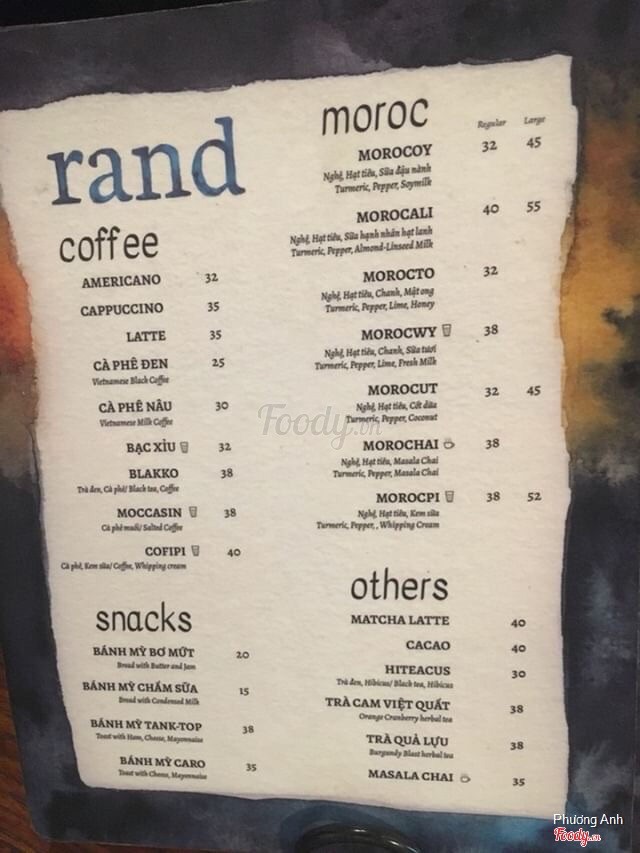 rand
coffee
AMERICANO 32
CAPPUCCINO 35
LATTE 35
CÀ PHÊ ĐEN 25
Vietnamese Black Coffee
CÀ PHÊ NÂU 30
Vietnamese Milk Coffee
BẠC XỈU 32
BLAKKO 38
Trà đen, Cà phê/ Black tea, Coffee
MOCCASIN 38
Cà phê muối/ Salted Coffee
COFIPI 40
Cà phê, Kem sữa/ Coffee, Whipping cream
snacks
BÁNH MỲ BƠ MỨT 20
Bread with Butter and Jam
BÁNH MỲ CHẤM SỮA 15
Bread with Condensed Milk
BÁNH MỲ TANK-TOP 38
Toast with Ham, Cheese, Mayonnaise
BÁNH MỲ CARO 35
Toast with Cheese, Mayonnaise
moroc
Regular Large
MOROCOY 32 45
Nghệ, Hạt tiêu, Sữa đậu nành
Turmeric, Pepper, Soymilk
MOROCALI 40 55
Nghệ, Hạt tiêu, Sữa hạnh nhân hạt lanh
Turmeric, Pepper, Almond-Linseed Milk
MOROCTO 32
Nghệ, Hạt tiêu, Chanh, Mật ong
Turmeric, Pepper, Lime, Honey
MOROCWY 38
Nghệ, Hạt tiêu, Chanh, Sữa tươi
Turmeric, Pepper, Lime, Fresh Milk
MOROCUT 32 45
Nghệ, Hạt tiêu, Cốt dừa
Turmeric, Pepper, Coconut
MOROCHAI 38
Nghệ, Hạt tiêu, Masala Chai
Turmeric, Pepper, Masala Chai
MOROCPI 38 52
Nghệ, Hạt tiêu, Kem sữa
Turmeric, Pepper, , Whipping Cream
others
MATCHA LATTE 40
CACAO 40
HITEACUS 30
Trà đen, Hibicus/ Black tea, Hibicus
TRÀ CAM VIỆT QUẤT 38
Orange Cranberry herbal tea
TRÀ QUẢ LỰU 38
Burgundy Blast herbal tea
MASALA CHAI 35
Foody.vn
Phương Anh
Foody.vn